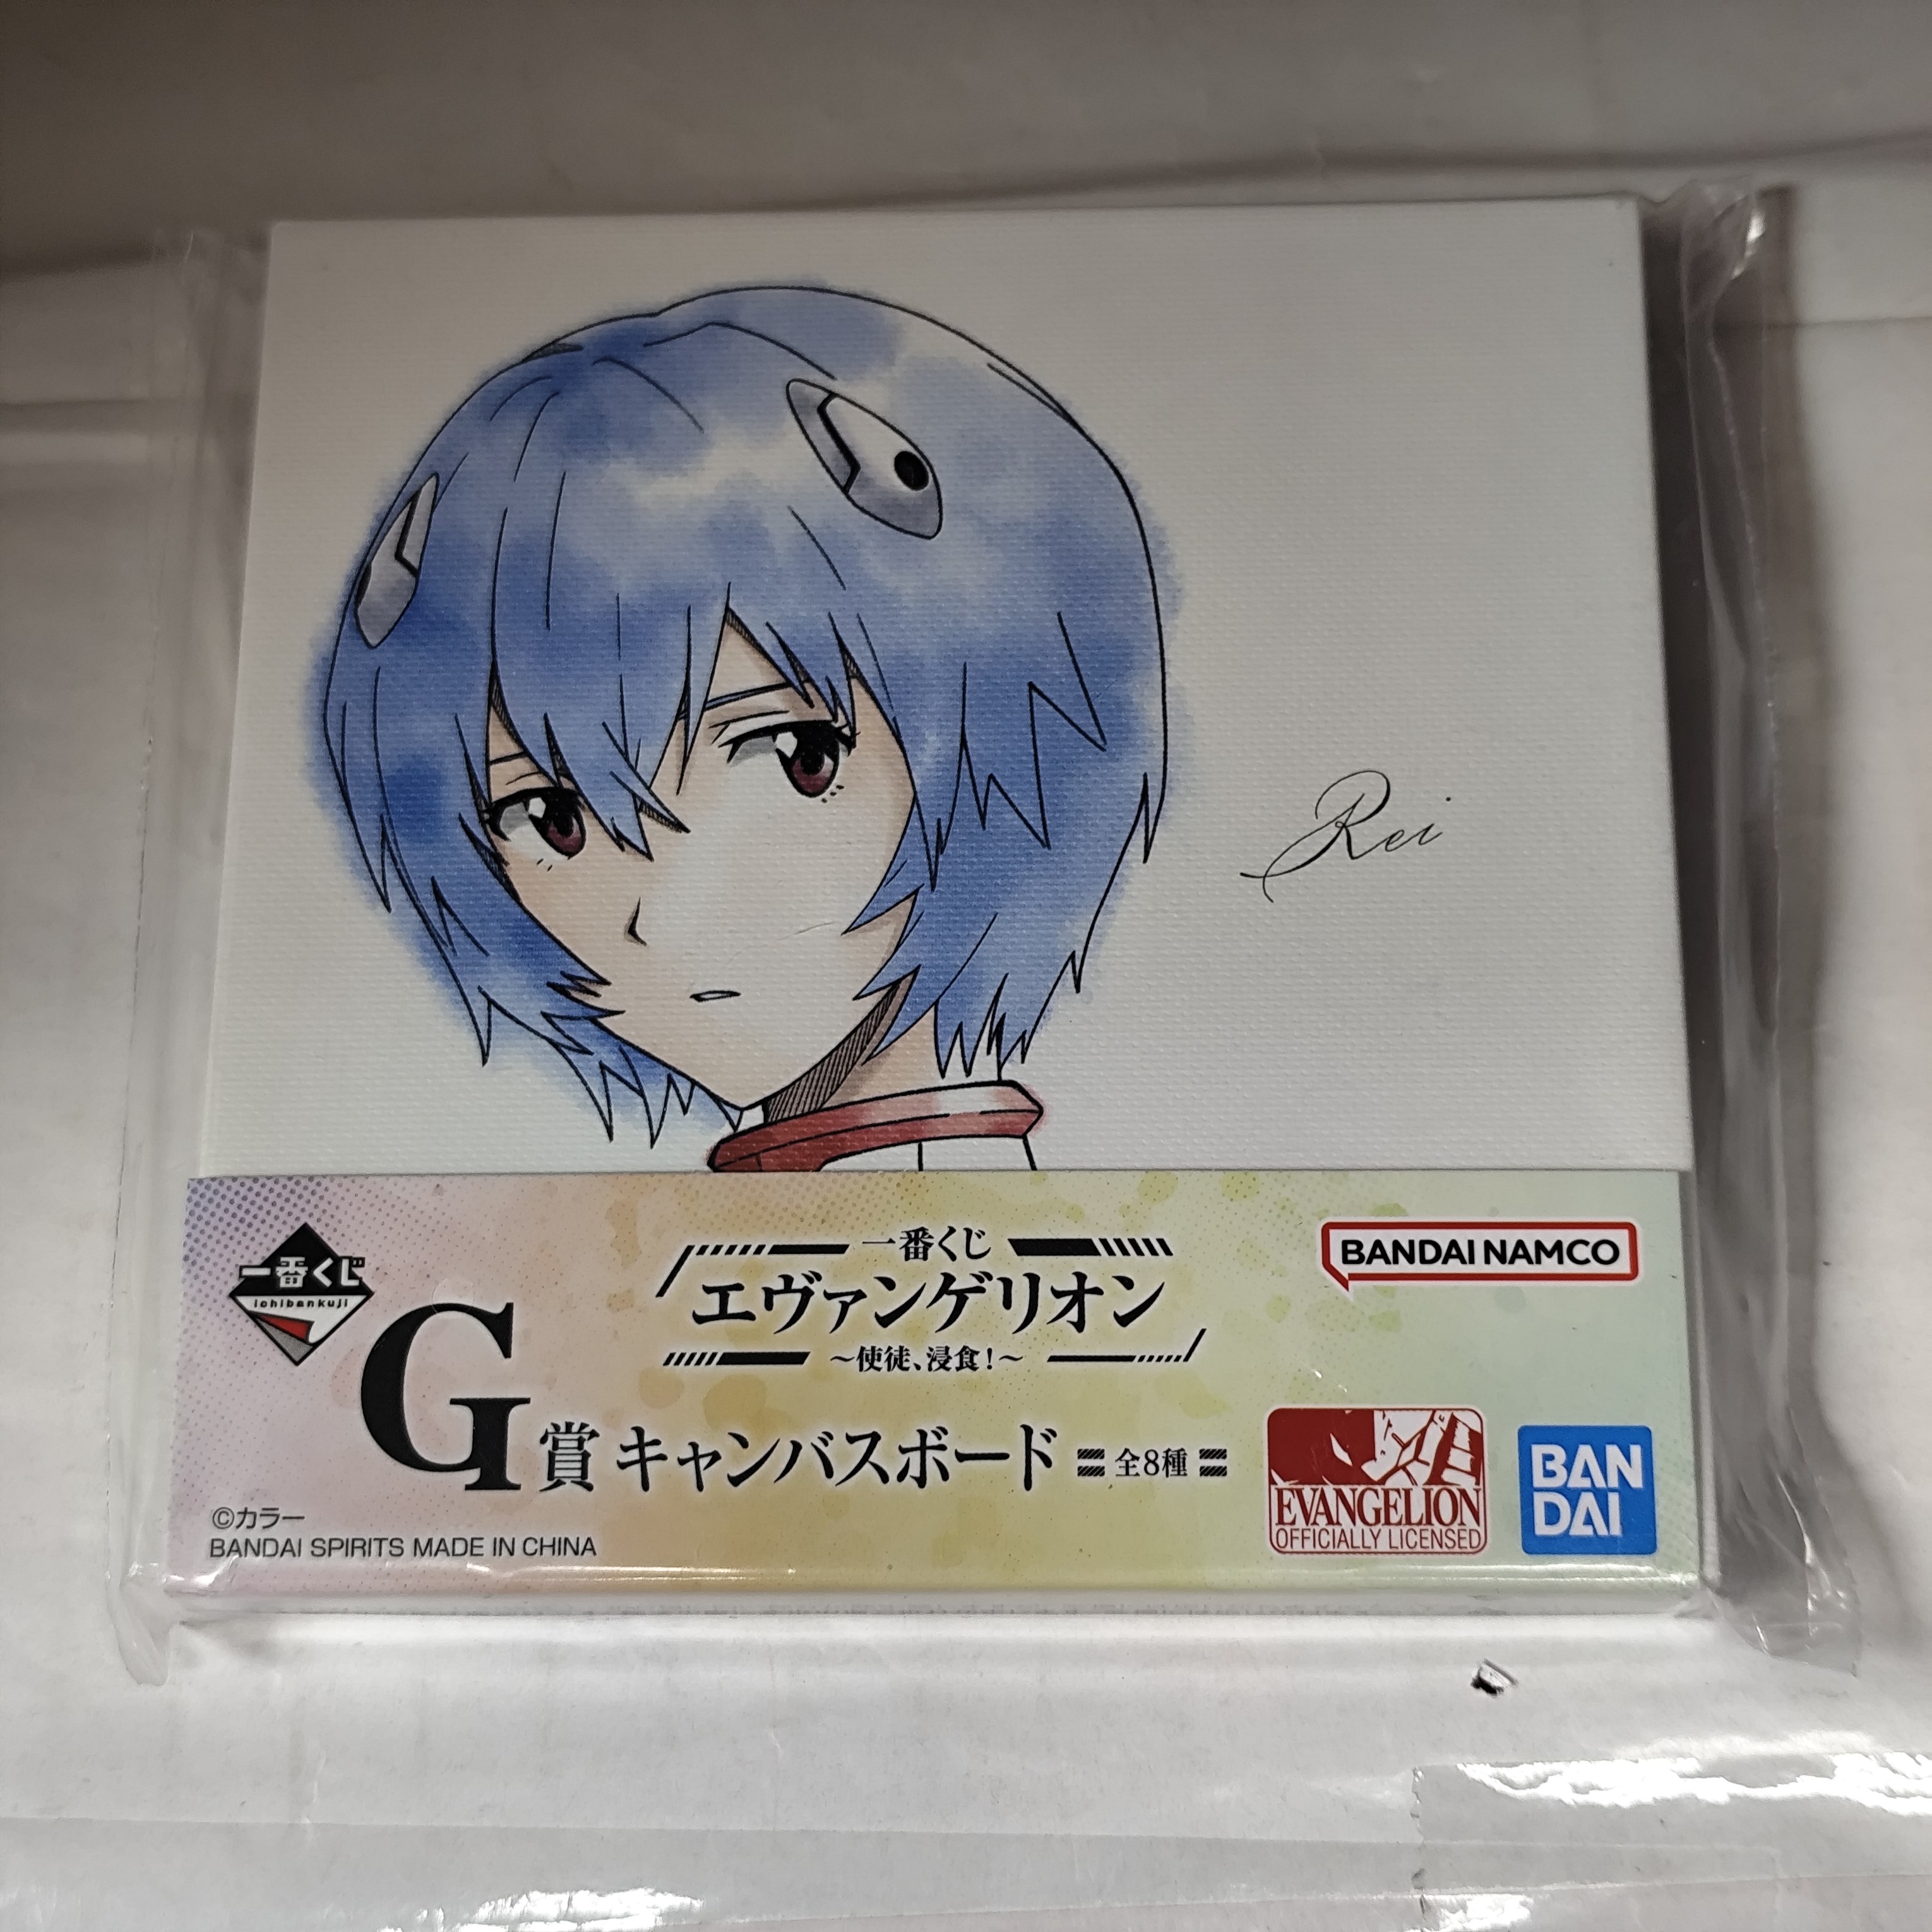 Rei
一番くじ
ichibankuji
一番くじ
エヴァンゲリオン
～使徒、浸食!～
BANDAI NAMCO
G賞 キャンバスボード 全8種
©カラー
BANDAI SPIRITS MADE IN CHINA
EVANGELION
OFFICIALLY LICENSED
BAN
DAI